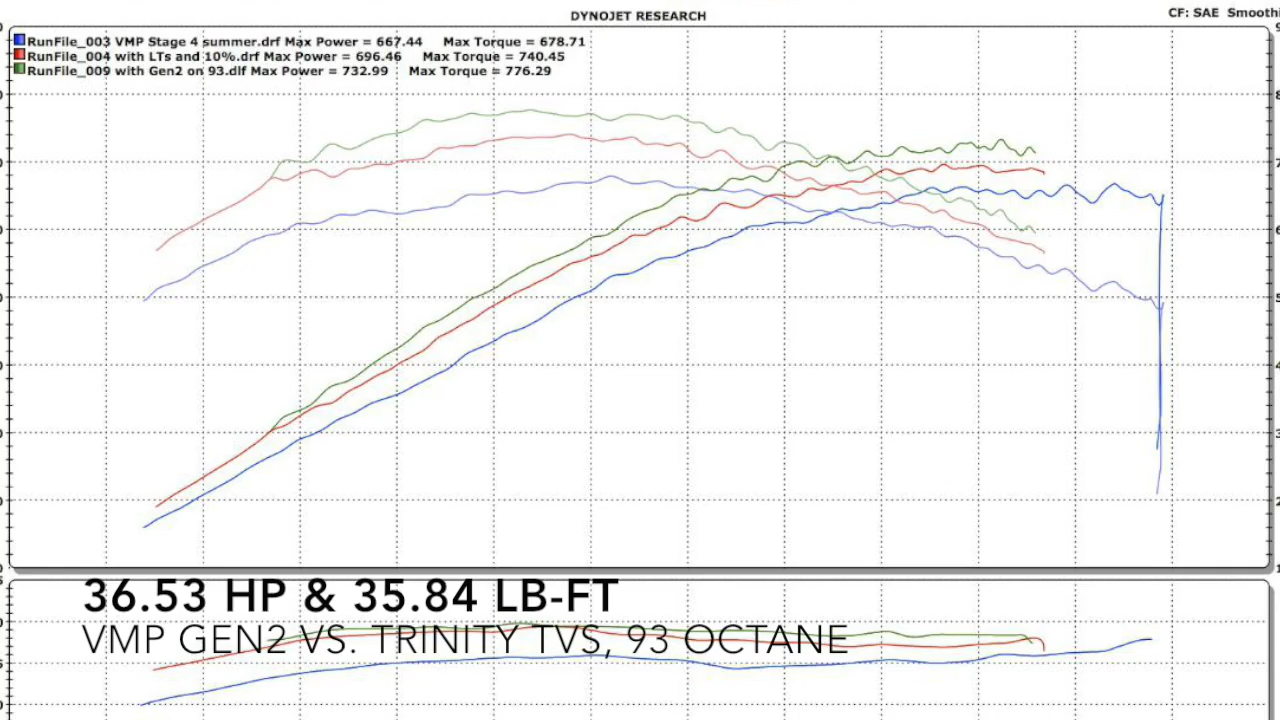 DYNOJET RESEARCH
CF: SAE Smoothi
RunFile_003 VMP Stage 4 summer.drf Max Power = 667.44 Max Torque = 678.71
RunFile_004 with LTs and 10%.drf Max Power = 696.46 Max Torque = 740.45
RunFile_009 with Gen2 on 93.dlf Max Power = 732.99 Max Torque = 776.29
36.53 HP & 35.84 LB-FT
VMP GEN2 VS. TRINITY TVS, 93 OCTANE